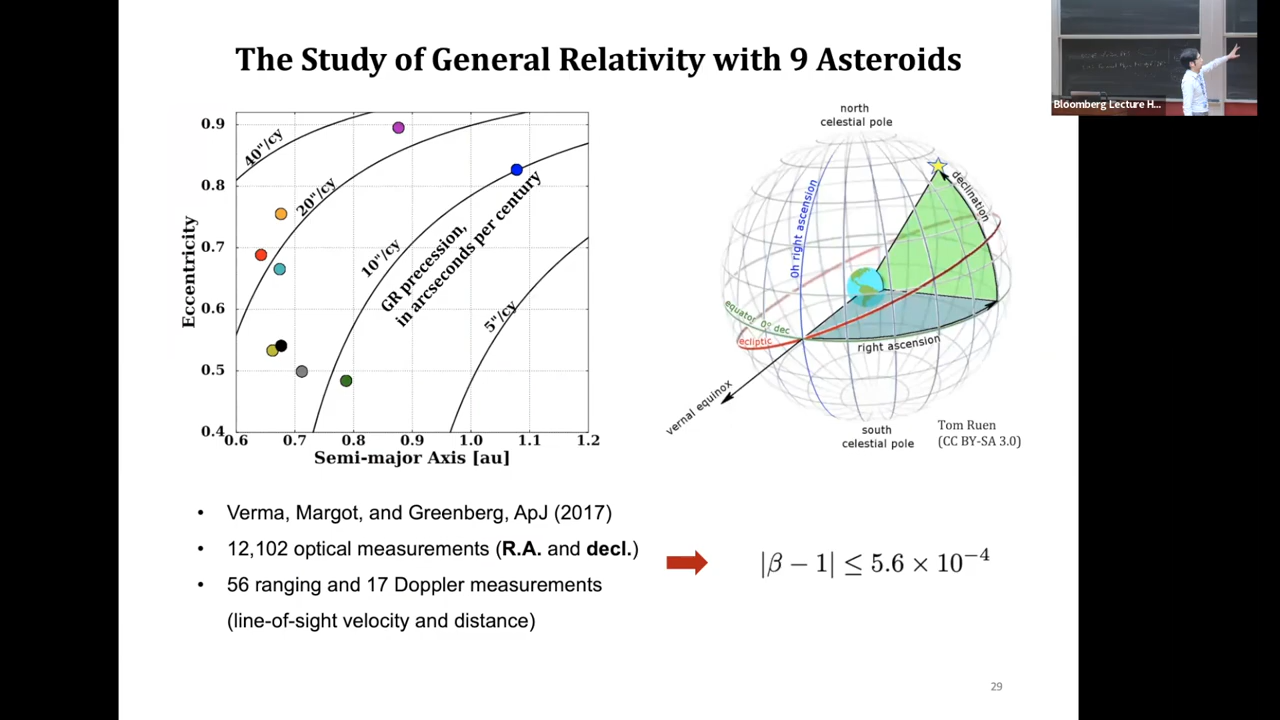 The Study of General Relativity with 9 Asteroids
Bloomberg Lecture H...
0.9
0.8
0.7
0.6
0.5
0.4
Eccentricity
40"/cy
20"/cy
10"/cy
GR precession,
in arcseconds per century
5"/cy
0.6
0.7
0.8
0.9
1.0
1.1
1.2
Semi-major Axis [au]
north
celestial pole
declination
0h right ascension
equator 0° dec
ecliptic
right ascension
vernal equinox
south
celestial pole
Tom Ruen
(CC BY-SA 3.0)
• Verma, Margot, and Greenberg, ApJ (2017)
• 12,102 optical measurements (R.A. and decl.)
• 56 ranging and 17 Doppler measurements
(line-of-sight velocity and distance)
|β − 1| ≤ 5.6 × 10⁻⁴
29